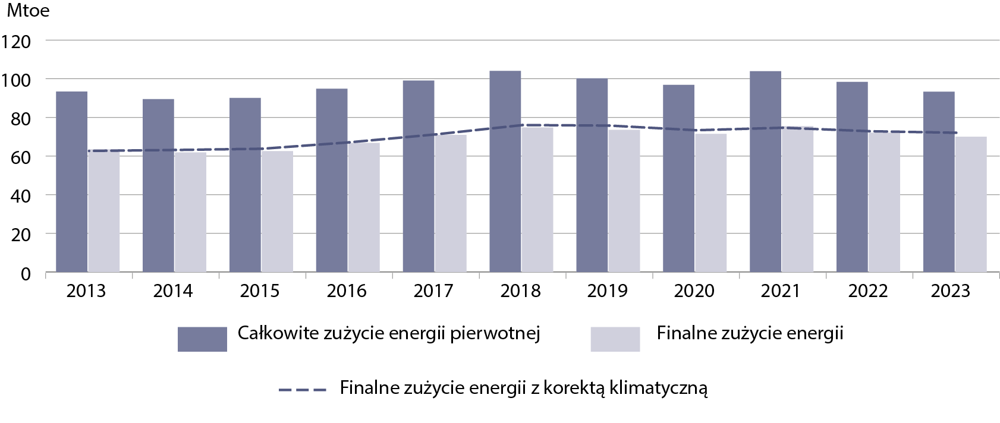 Mtoe
120
100
80
60
40
20
0
2013 2014 2015 2016 2017 2018 2019 2020 2021 2022 2023
Całkowite zużycie energii pierwotnej Finalne zużycie energii
Finalne zużycie energii z korektą klimatyczną